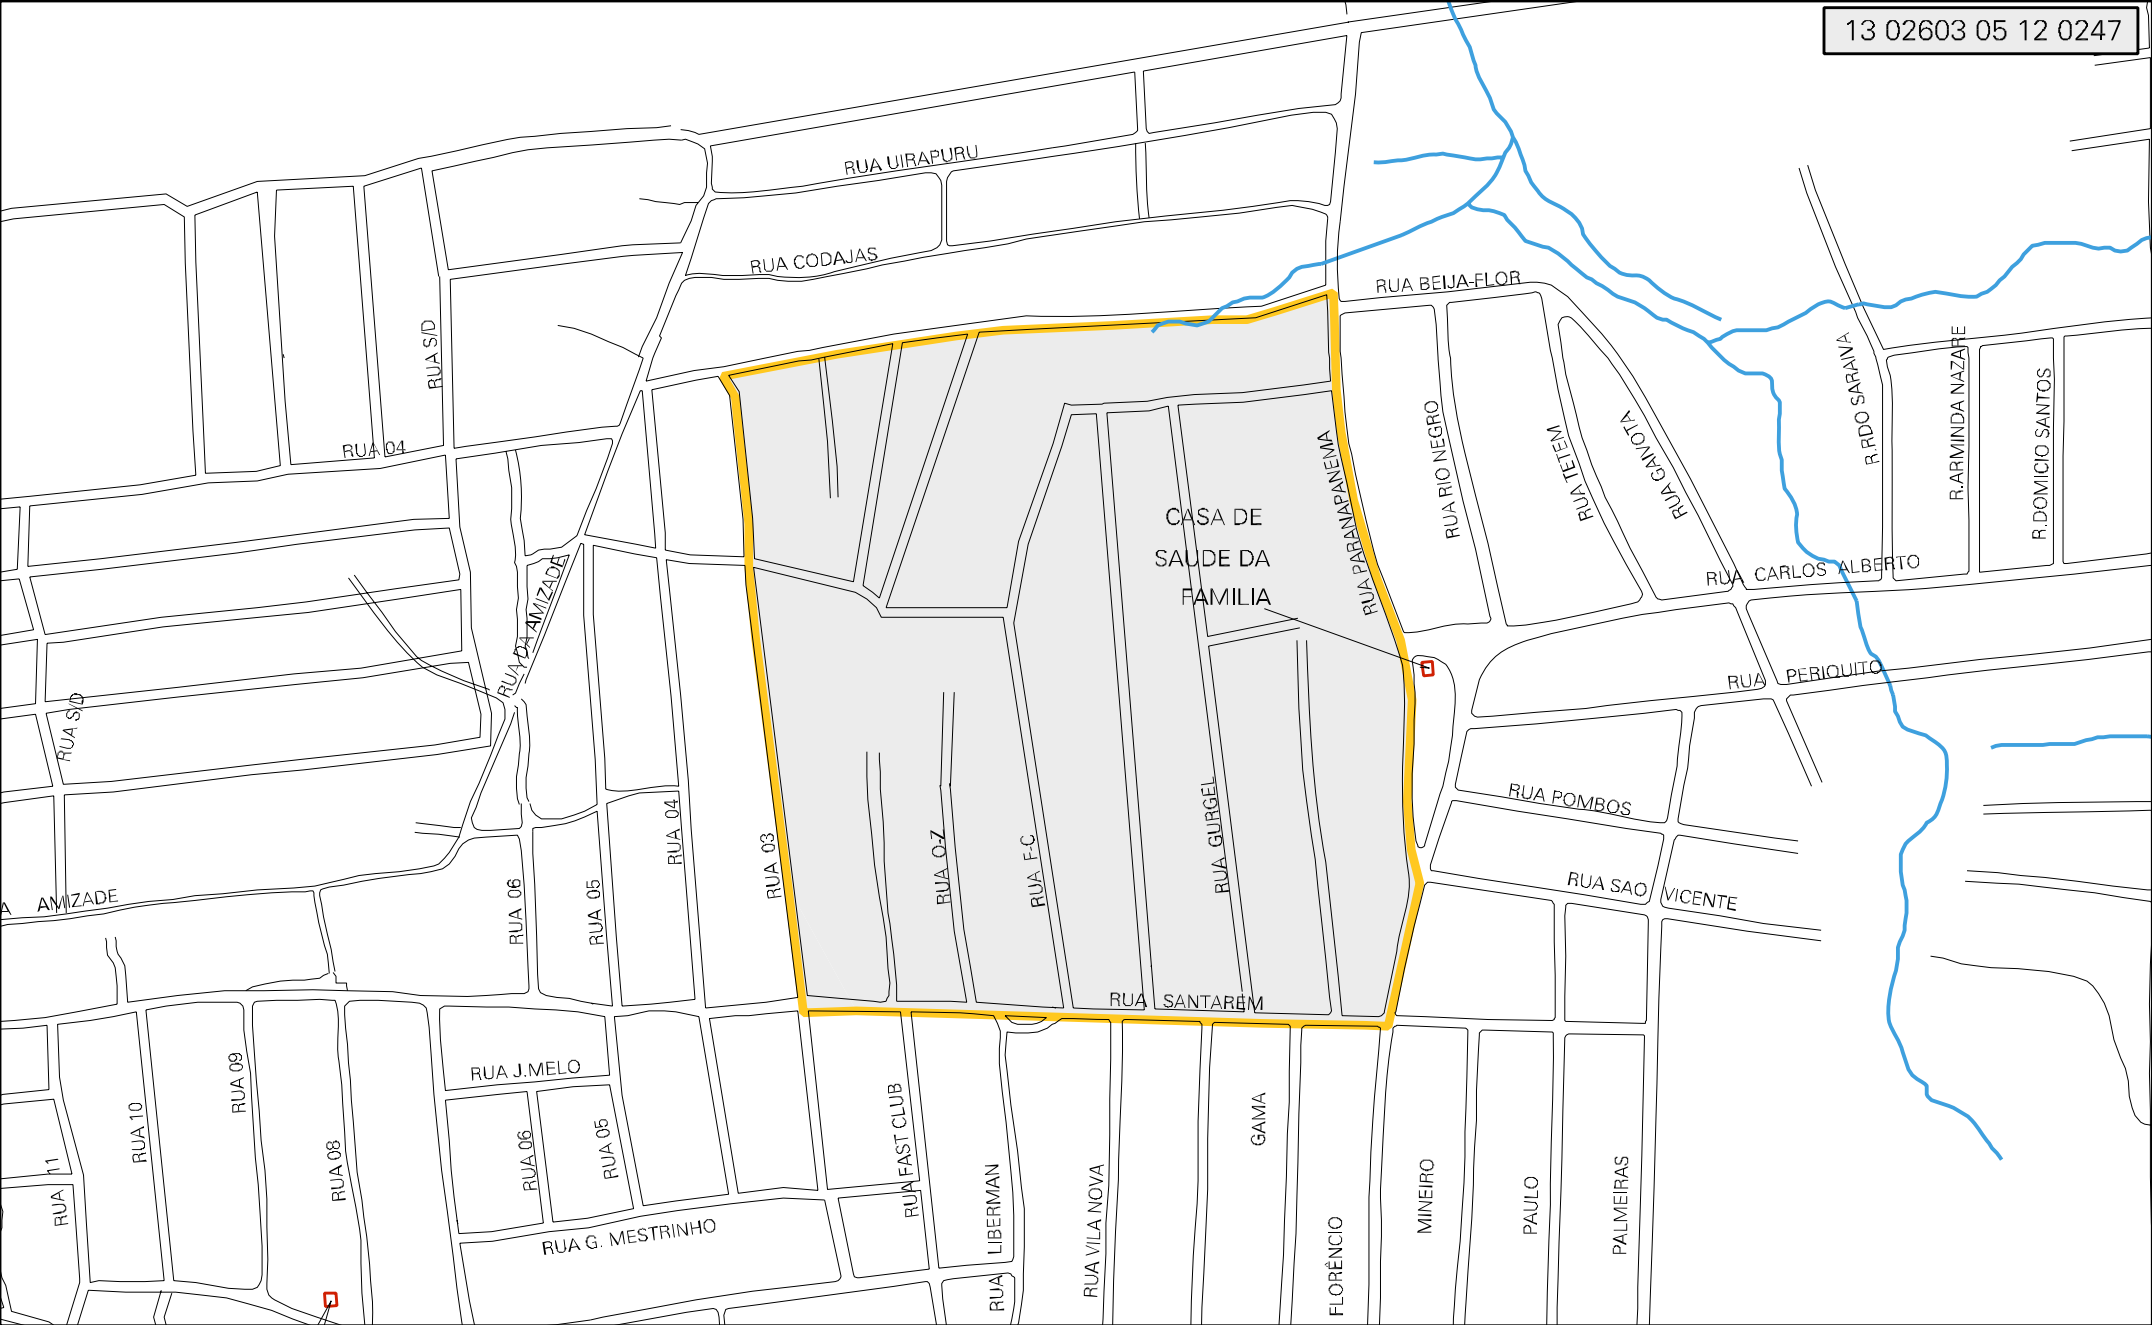 13 02603 05 12 0247
RUA UIRAPURU
RUA CODAJAS
RUA BEIJA-FLOR
RUA S/D
RUA 04
R.RDO SARAIVA
R.ARMINDA NAZARE
R.DOMICIO SANTOS
RUA PARANAPANEMA
RUA RIO NEGRO
RUA TETEM
RUA GAIVOTA
CASA DE
SAUDE DA
FAMILIA
RUA CARLOS ALBERTO
RUA DA AMIZADE
RUA PERIQUITO
RUA S/D
RUA POMBOS
RUA 04
RUA 03
RUA O-Z
RUA F-C
RUA GURGEL
RUA SAO VICENTE
A AMIZADE
RUA 06
RUA 05
RUA SANTAREM
RUA J.MELO
RUA 09
RUA 10
RUA 08
RUA 11
RUA 06
RUA 05
RUA FAST CLUB
RUA LIBERMAN
RUA VILA NOVA
GAMA
FLORÊNCIO
MINEIRO
PAULO
PALMEIRAS
RUA G. MESTRINHO